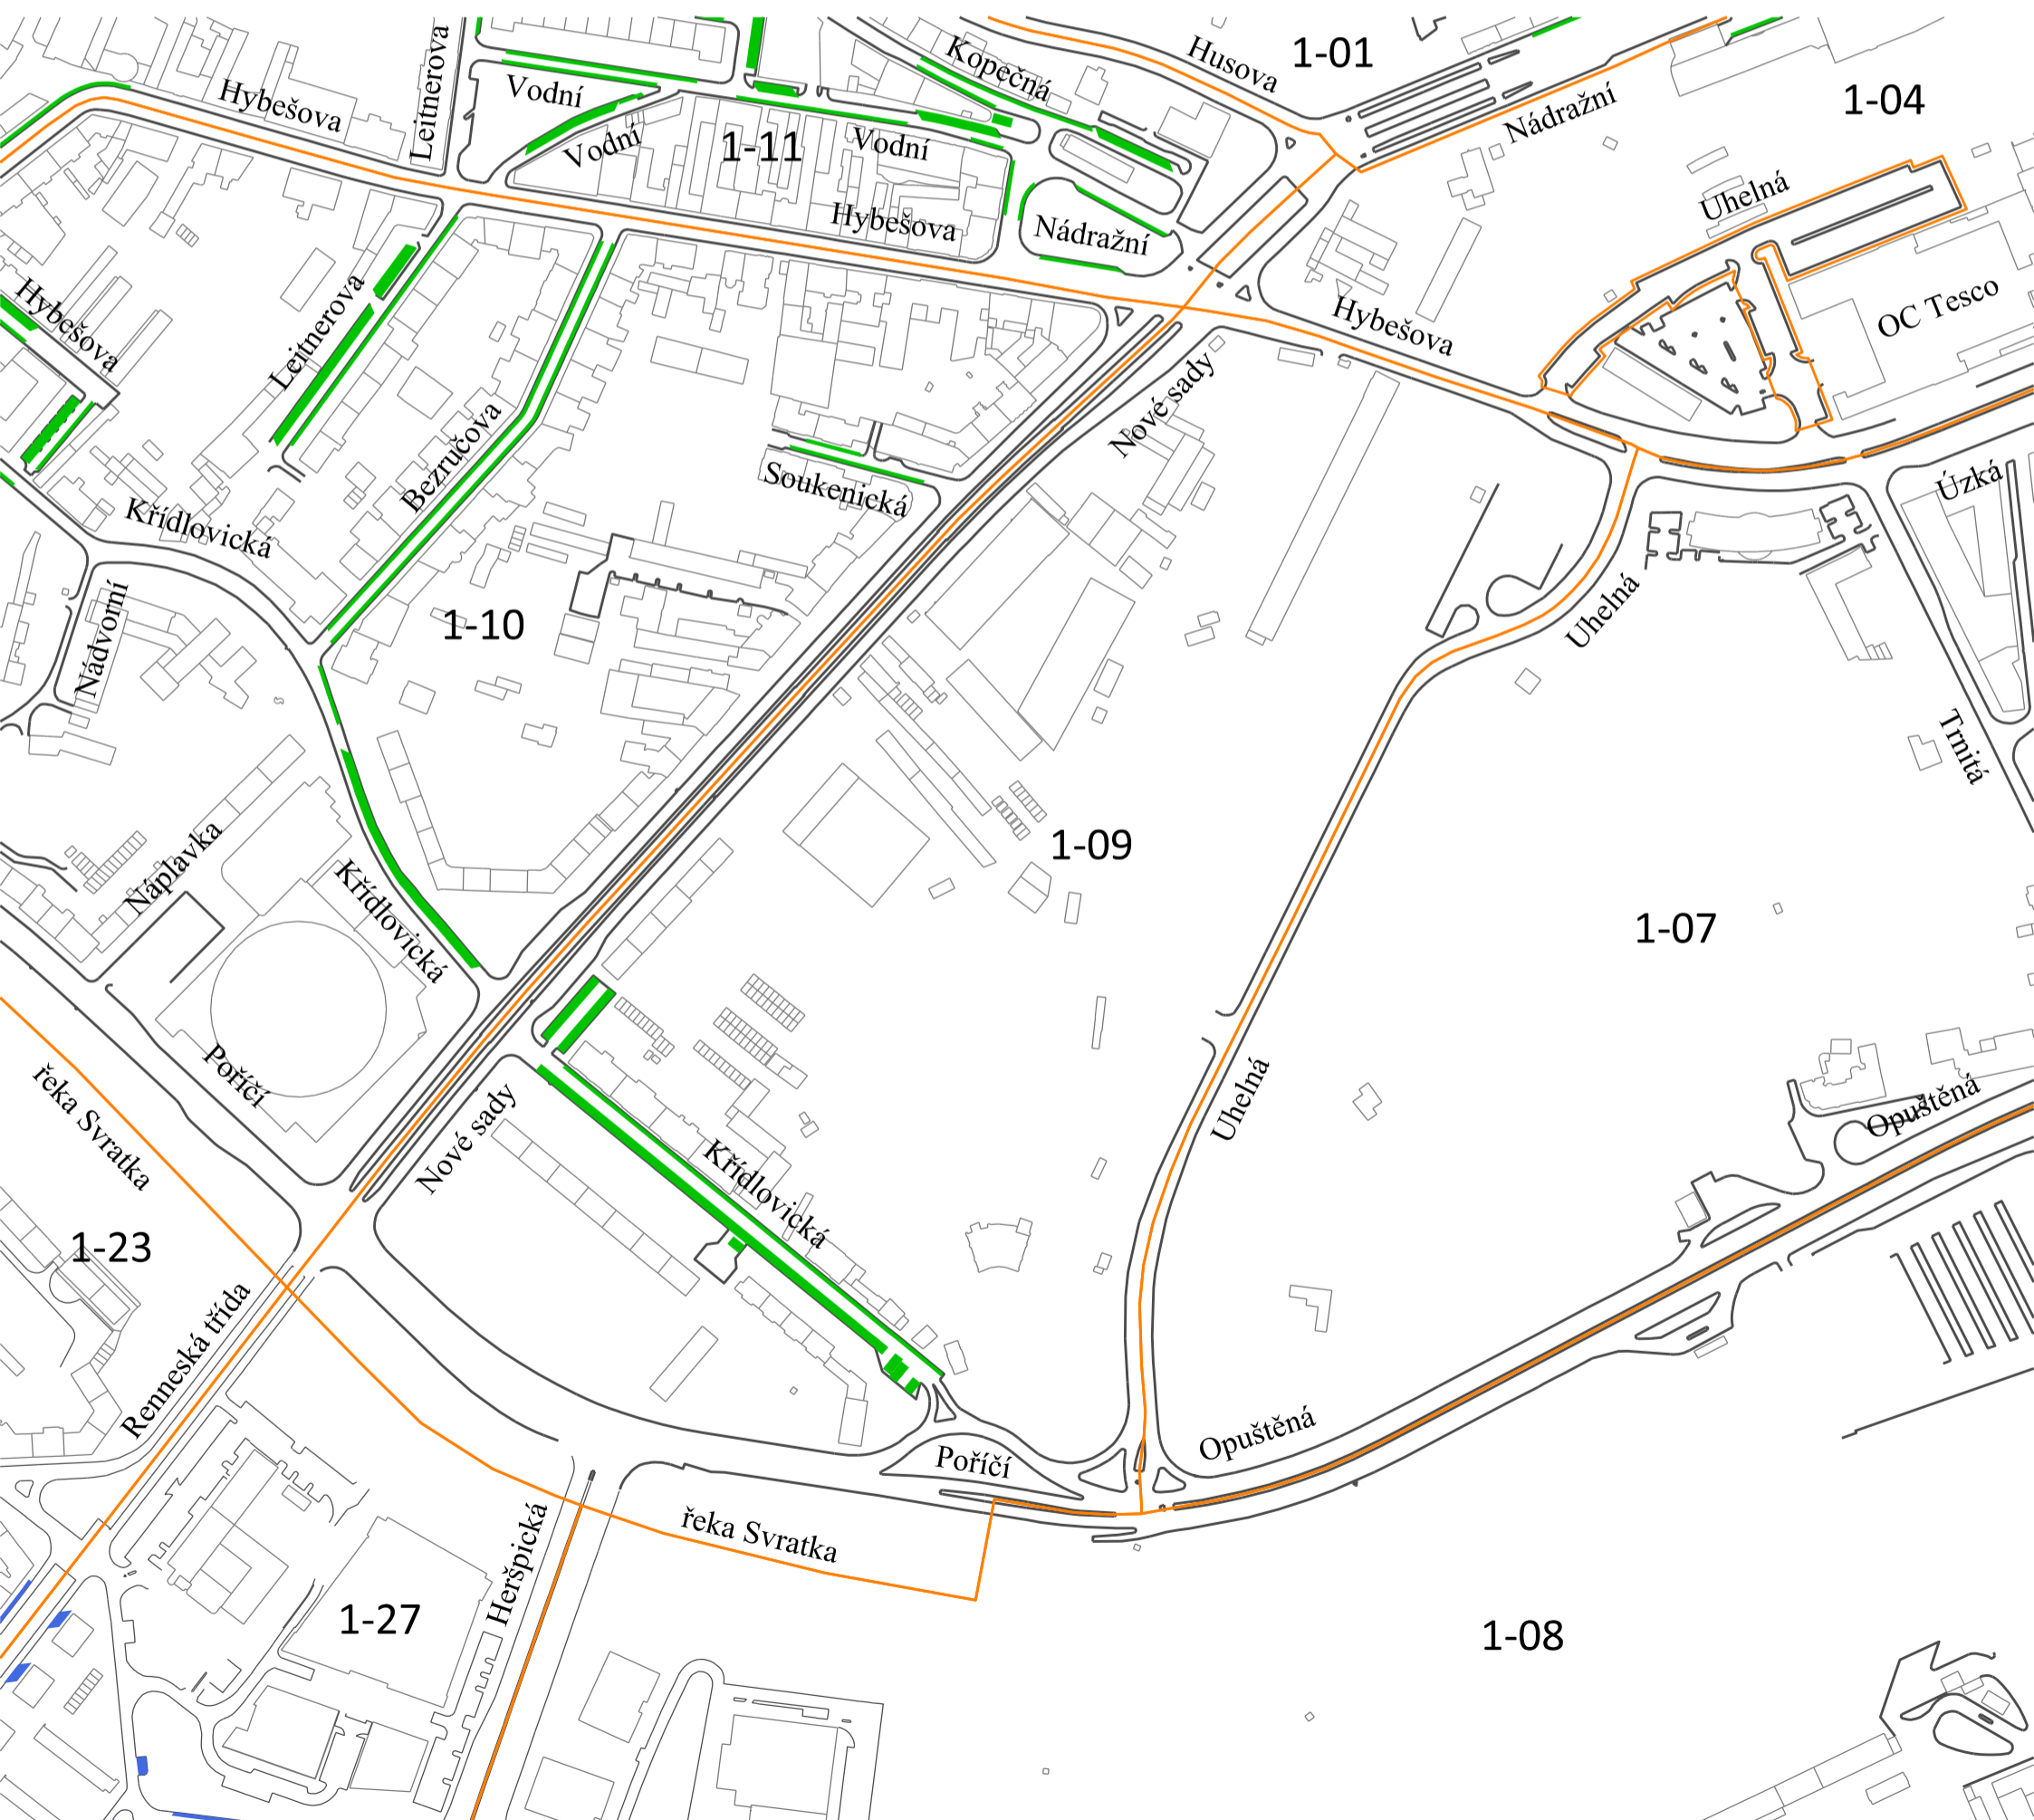 Husova
1-01
Kopečná
Leitnerova
Hybešova
Vodní
Nádražní
1-04
Vodní
1-11
Vodní
Uhelná
Hybešova
Nádražní
Hybešova
Leitnerova
Hybešova
OC Tesco
Nové sady
Bezručova
Soukenická
Úzká
Křídlovická
Nádvorní
1-10
Uhelná
Trnitá
Náplavka
1-09
Křídlovická
1-07
Poříčí
řeka Svratka
Nové sady
Uhelná
Opuštěná
Křídlovická
1-23
Renneská třída
Opuštěná
Poříčí
řeka Svratka
Heršpická
1-27
1-08